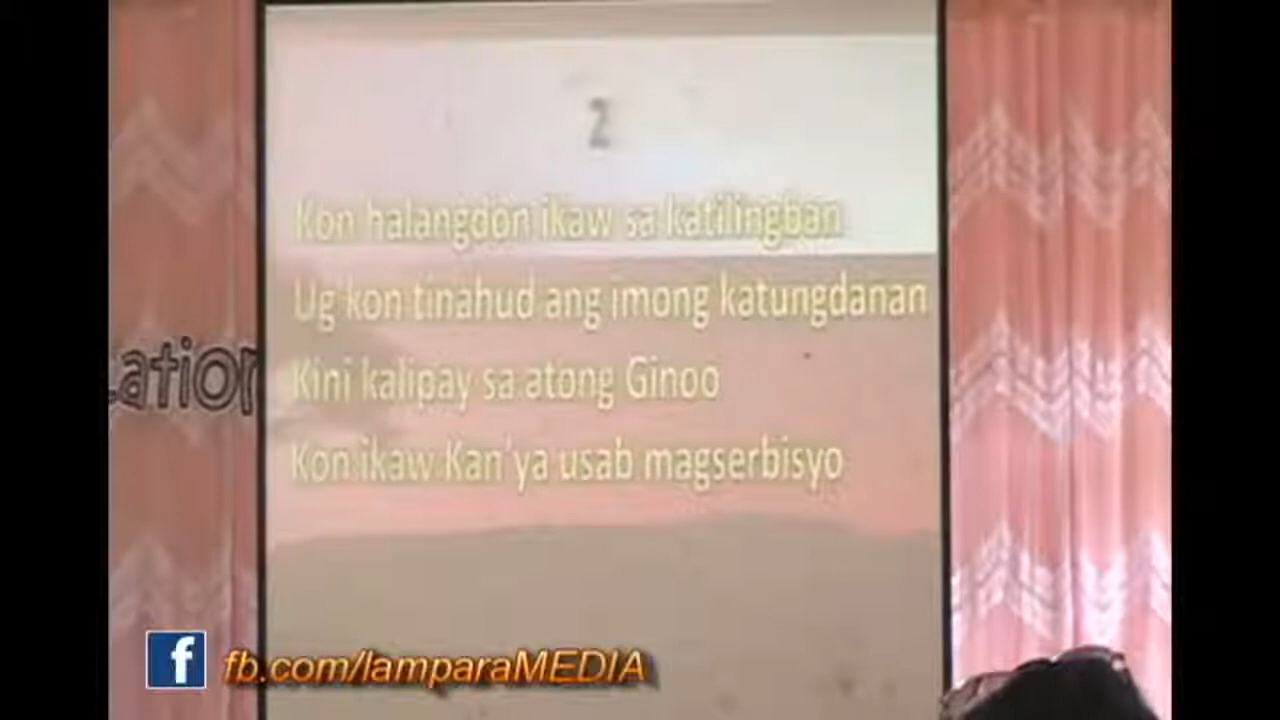 2
Kon halangdon ikaw sa katilingban
Ug kon tinahud ang imong katungdanan
Kini kalipay sa atong Ginoo
Kon ikaw Kan'ya usab magserbisyo
ation
f fb.com/lamparaMEDIA